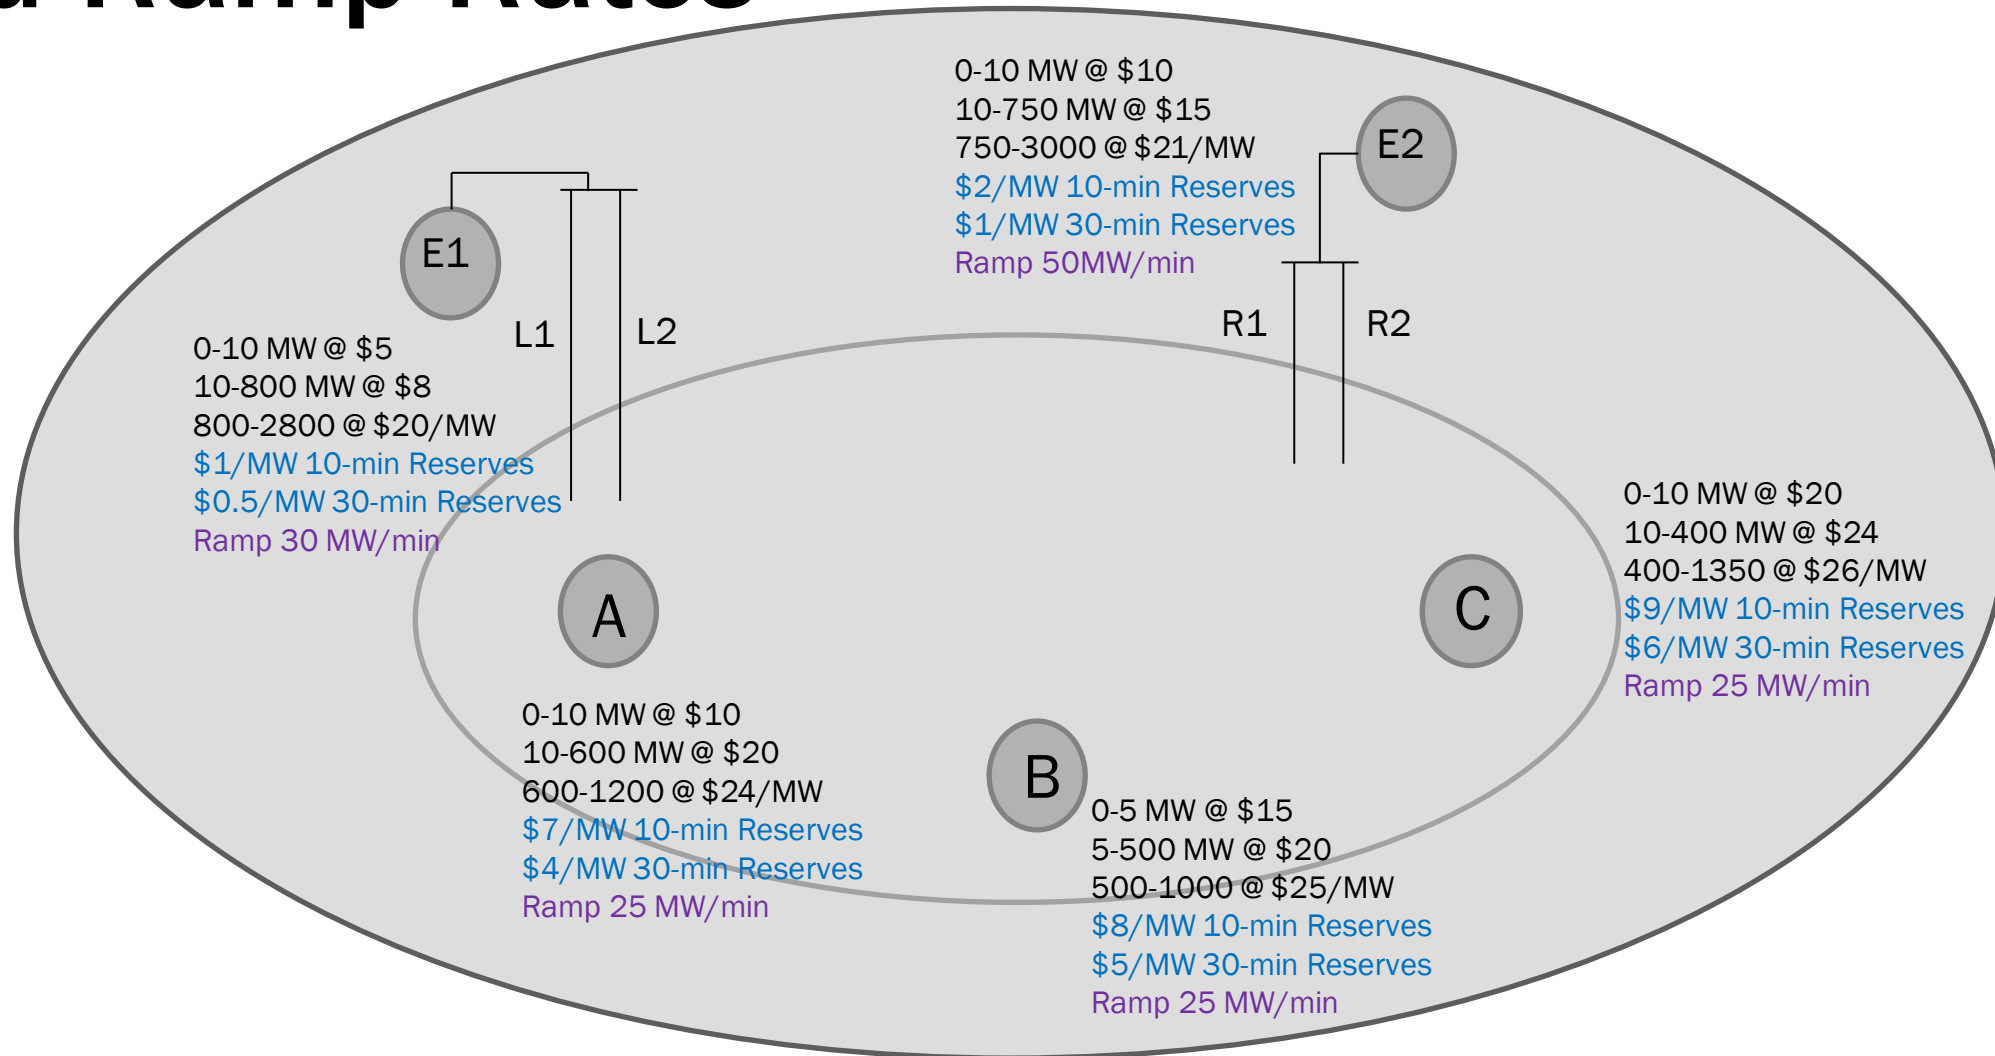 0-10 MW @ $10
10-750 MW @ $15
750-3000 @ $21/MW
$2/MW 10-min Reserves
$1/MW 30-min Reserves
Ramp 50MW/min
E2
E1
L1
L2
R1
R2
0-10 MW @ $5
10-800 MW @ $8
800-2800 @ $20/MW
$1/MW 10-min Reserves
$0.5/MW 30-min Reserves
Ramp 30 MW/min
0-10 MW @ $20
10-400 MW @ $24
400-1350 @ $26/MW
$9/MW 10-min Reserves
$6/MW 30-min Reserves
Ramp 25 MW/min
A
C
0-10 MW @ $10
10-600 MW @ $20
600-1200 @ $24/MW
$7/MW 10-min Reserves
$4/MW 30-min Reserves
Ramp 25 MW/min
B
0-5 MW @ $15
5-500 MW @ $20
500-1000 @ $25/MW
$8/MW 10-min Reserves
$5/MW 30-min Reserves
Ramp 25 MW/min